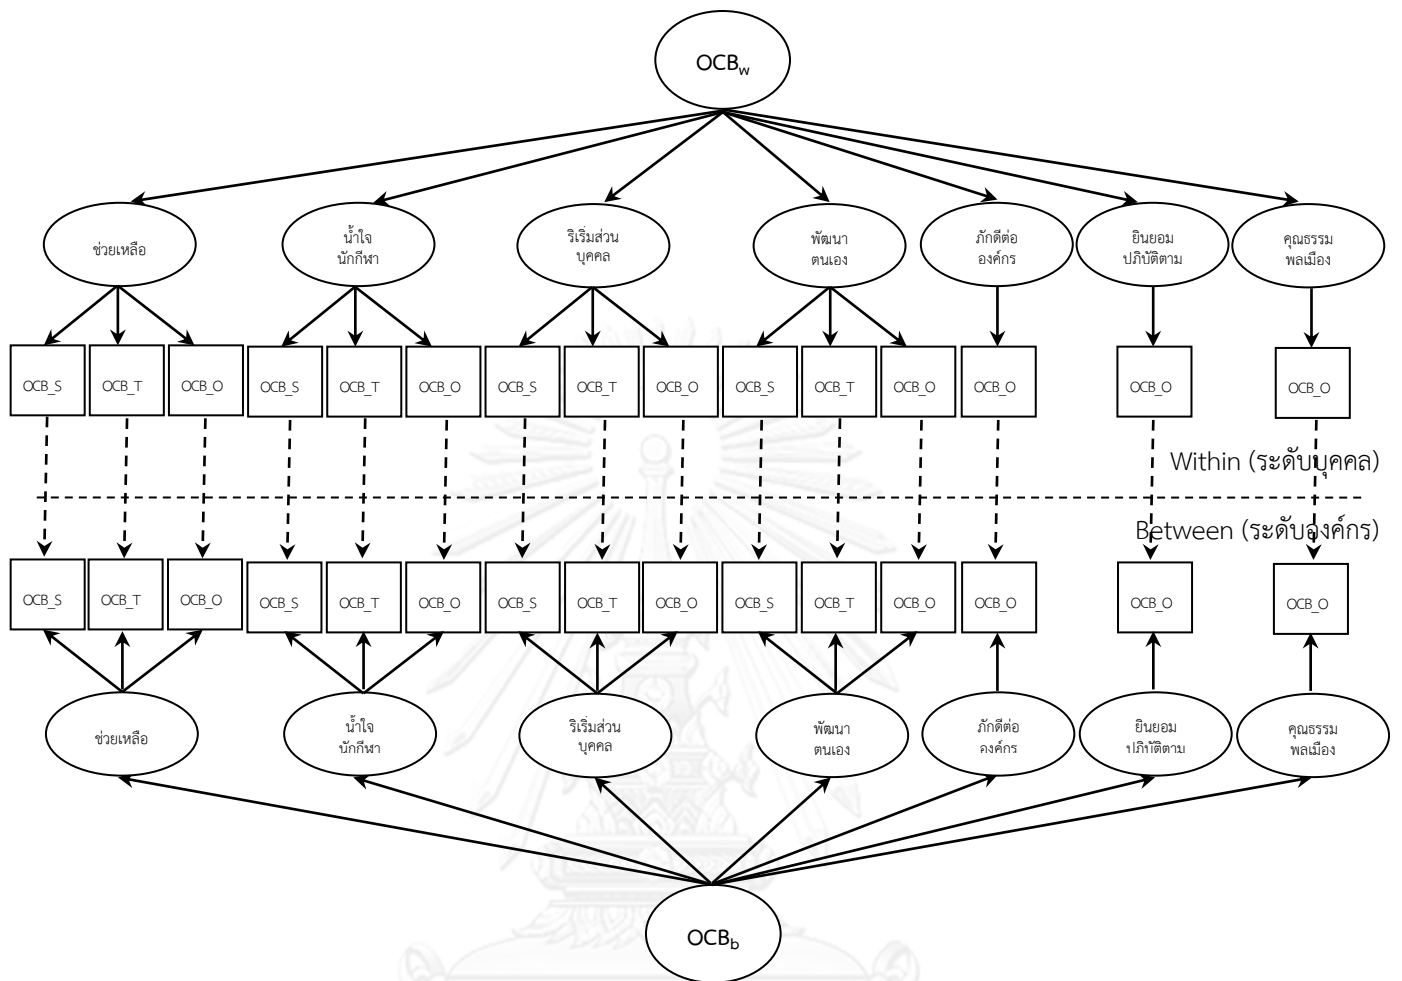 OCBw
ช่วยเหลือ
น้ำใจ
นักกีฬา
ริเริ่มส่วน
บุคคล
พัฒนา
ตนเอง
ภักดีต่อ
องค์กร
ยินยอม
ปฏิบัติตาม
คุณธรรม
พลเมือง
OCB_S OCB_T OCB_O OCB_S OCB_T OCB_O OCB_S OCB_T OCB_O OCB_S OCB_T OCB_O OCB_O OCB_O OCB_O
Within (ระดับบุคคล)
Between (ระดับองค์กร)
OCB_S OCB_T OCB_O OCB_S OCB_T OCB_O OCB_S OCB_T OCB_O OCB_S OCB_T OCB_O OCB_O OCB_O OCB_O
ช่วยเหลือ
น้ำใจ
นักกีฬา
ริเริ่มส่วน
บุคคล
พัฒนา
ตนเอง
ภักดีต่อ
องค์กร
ยินยอม
ปฏิบัติตาม
คุณธรรม
พลเมือง
OCBb